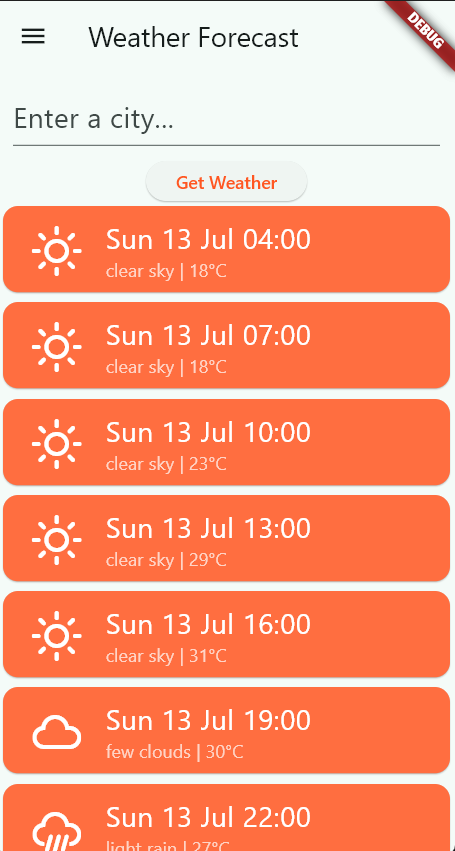 Weather Forecast
DEBUG
Enter a city...
Get Weather
Sun 13 Jul 04:00
clear sky | 18°C
Sun 13 Jul 07:00
clear sky | 18°C
Sun 13 Jul 10:00
clear sky | 23°C
Sun 13 Jul 13:00
clear sky | 29°C
Sun 13 Jul 16:00
clear sky | 31°C
Sun 13 Jul 19:00
few clouds | 30°C
Sun 13 Jul 22:00
light rain | 27°C